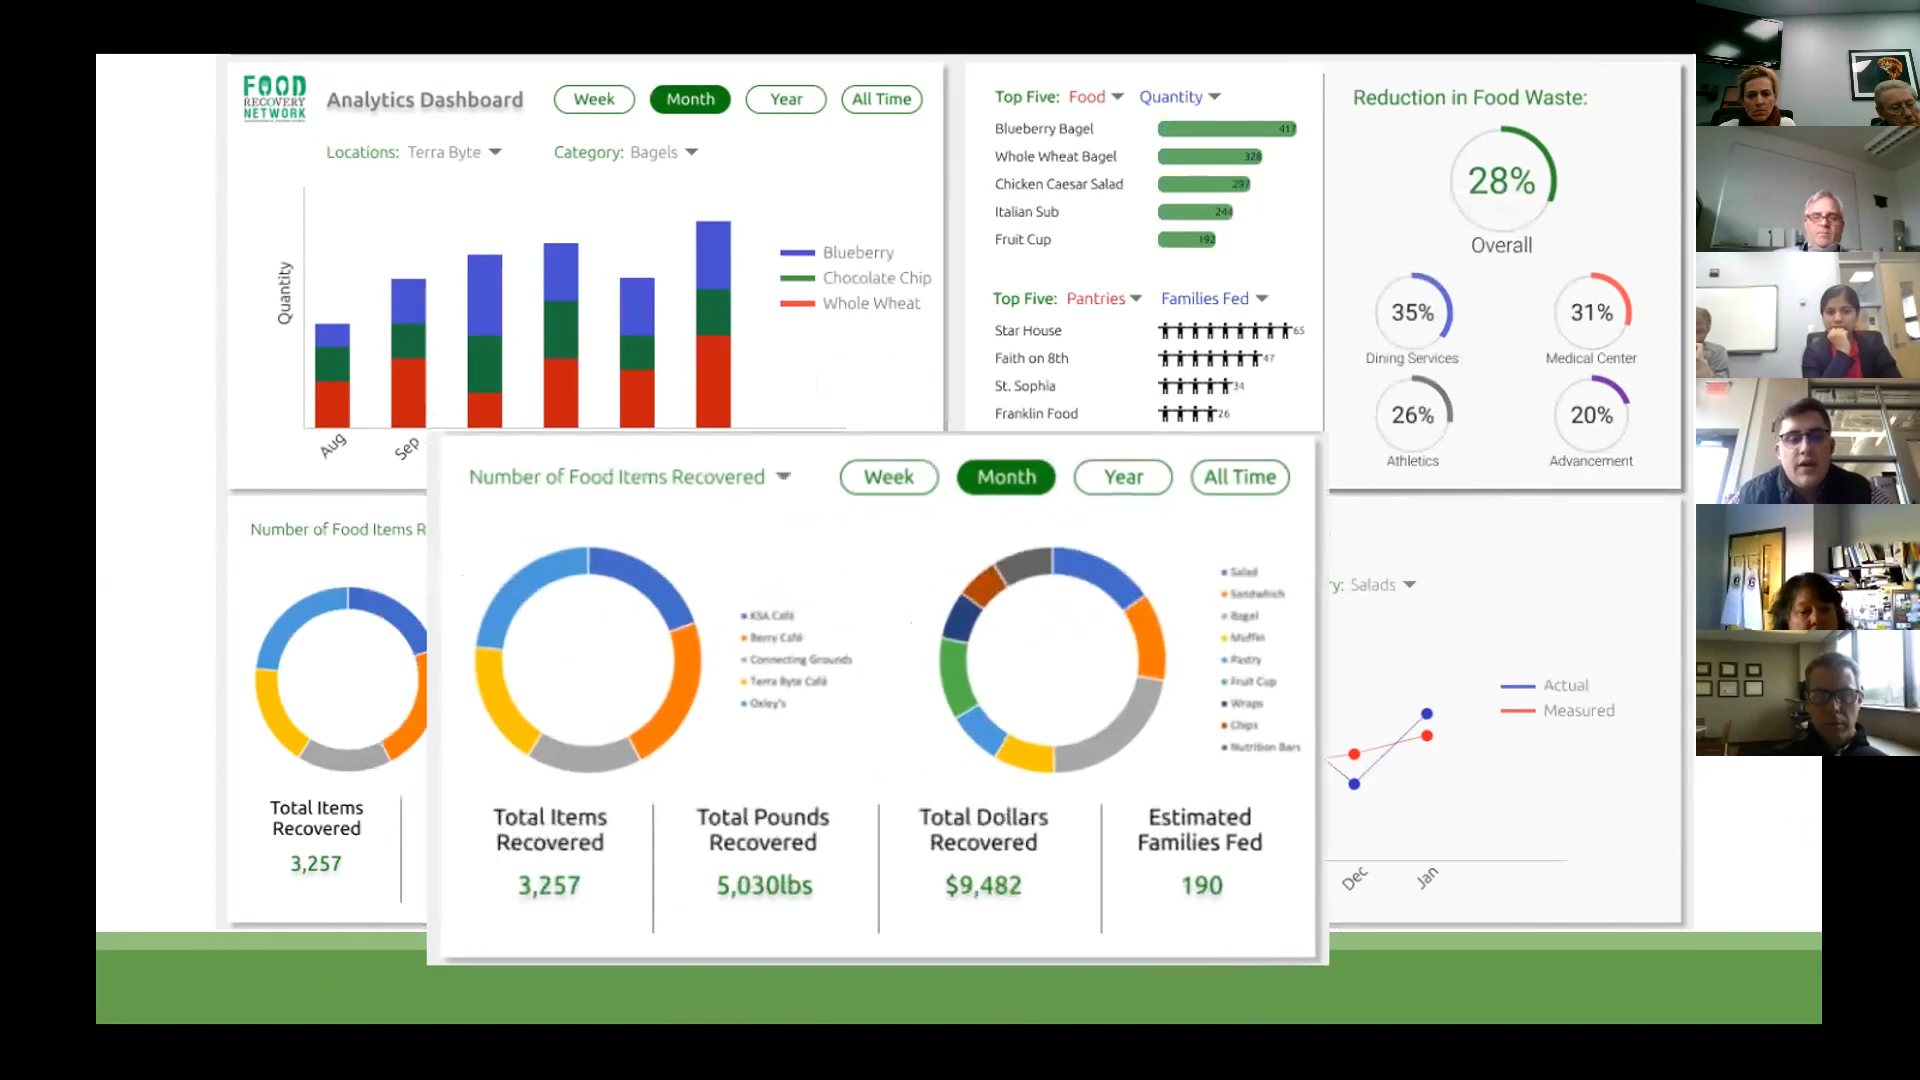 FOOD
RECOVERY
NETWORK
Analytics Dashboard
Week
Month
Year
All Time
Locations: Terra Byte
Category: Bagels
Quantity
Blueberry
Chocolate Chip
Whole Wheat
Aug
Sep
Top Five: Food
Quantity
Blueberry Bagel 417
Whole Wheat Bagel 328
Chicken Caesar Salad 297
Italian Sub 244
Fruit Cup 192
Top Five: Pantries
Families Fed
Star House 65
Faith on 8th 47
St. Sophia 34
Franklin Food 26
Reduction in Food Waste:
28%
Overall
35%
Dining Services
31%
Medical Center
26%
Athletics
20%
Advancement
Number of Food Items R
Total Items
Recovered
3,257
Number of Food Items Recovered
Week
Month
Year
All Time
KSA Café
Berry Café
Connecting Grounds
Terra Byte Café
Oxley's
Salad
Sandwhich
Bagel
Muffin
Pastry
Fruit Cup
Wraps
Chips
Nutrition Bars
Total Items
Recovered
3,257
Total Pounds
Recovered
5,030lbs
Total Dollars
Recovered
$9,482
Estimated
Families Fed
190
ry: Salads
Actual
Measured
Dec
Jan